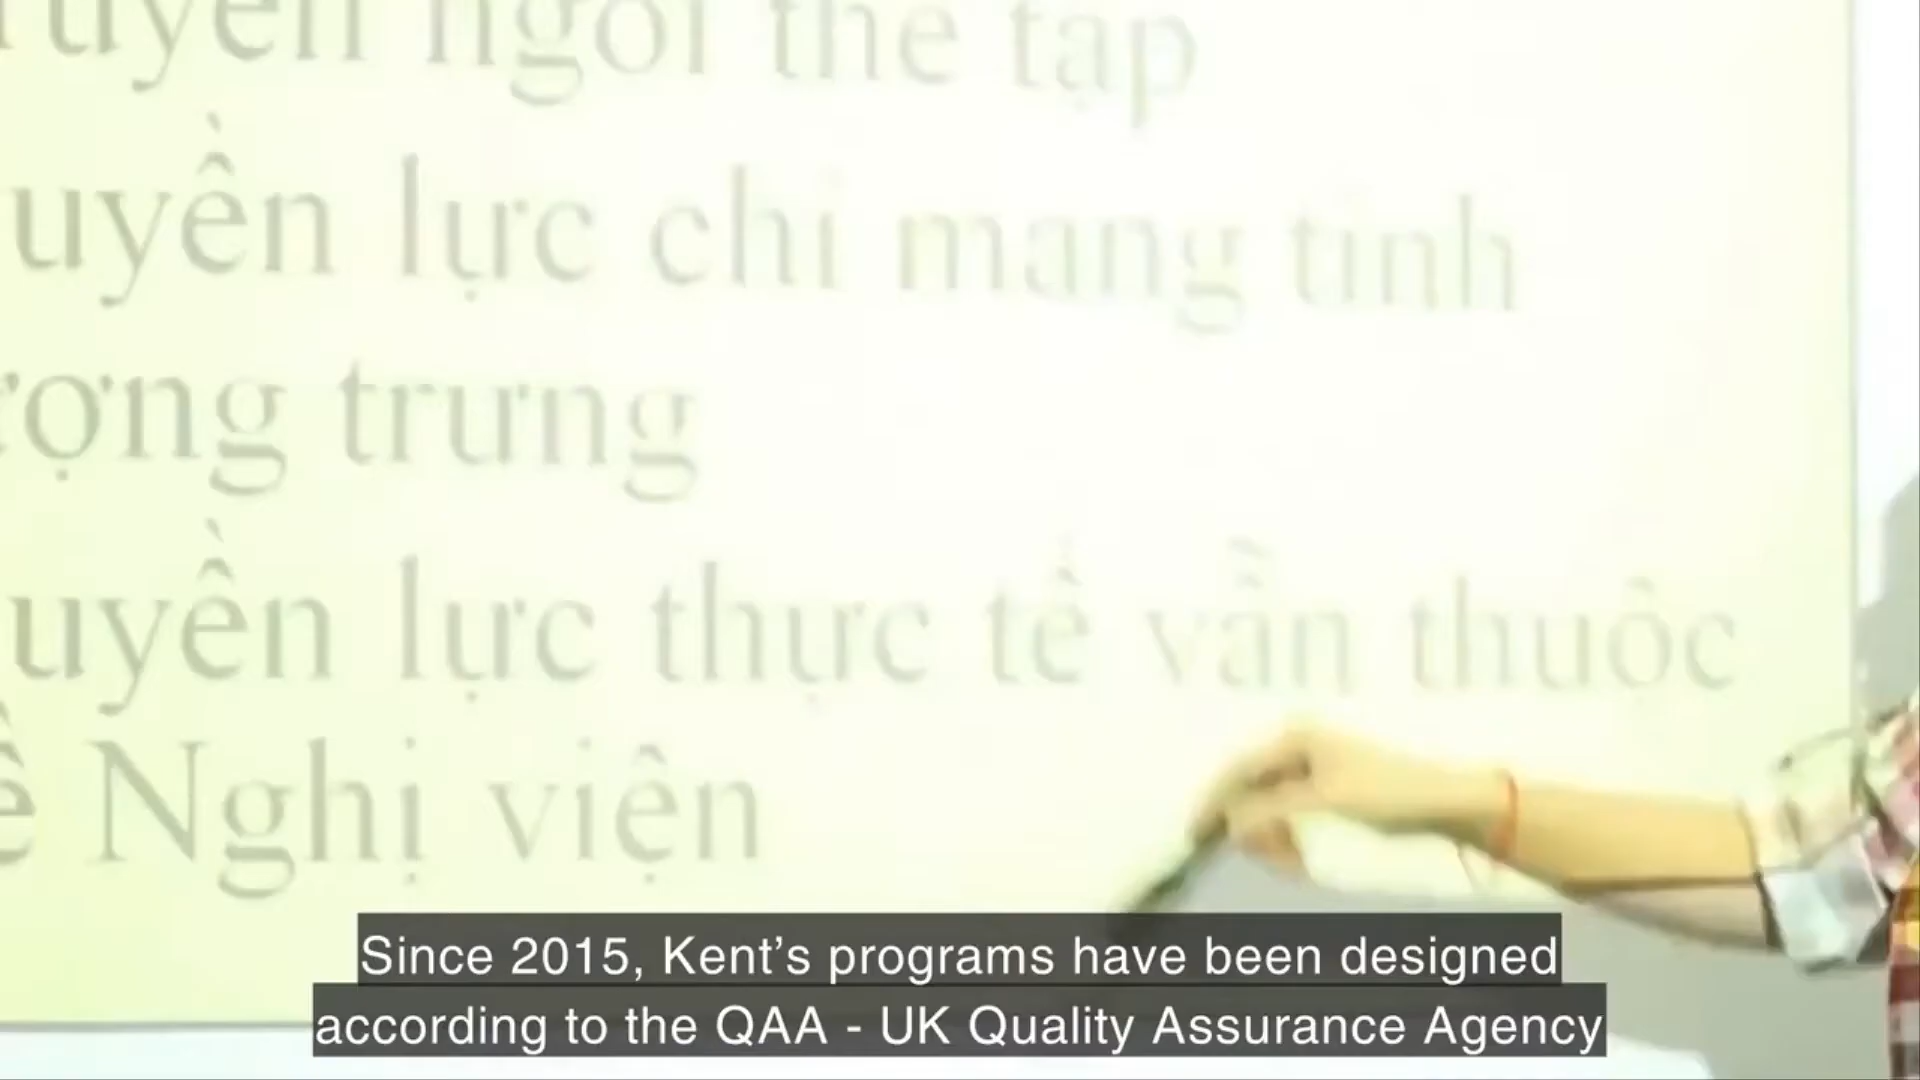 uyền ngôi thế tập
uyền lực chỉ mang tính
ượng trưng
uyền lực thực tế vẫn thuộc
ề Nghị viện
Since 2015, Kent’s programs have been designed
according to the QAA - UK Quality Assurance Agency